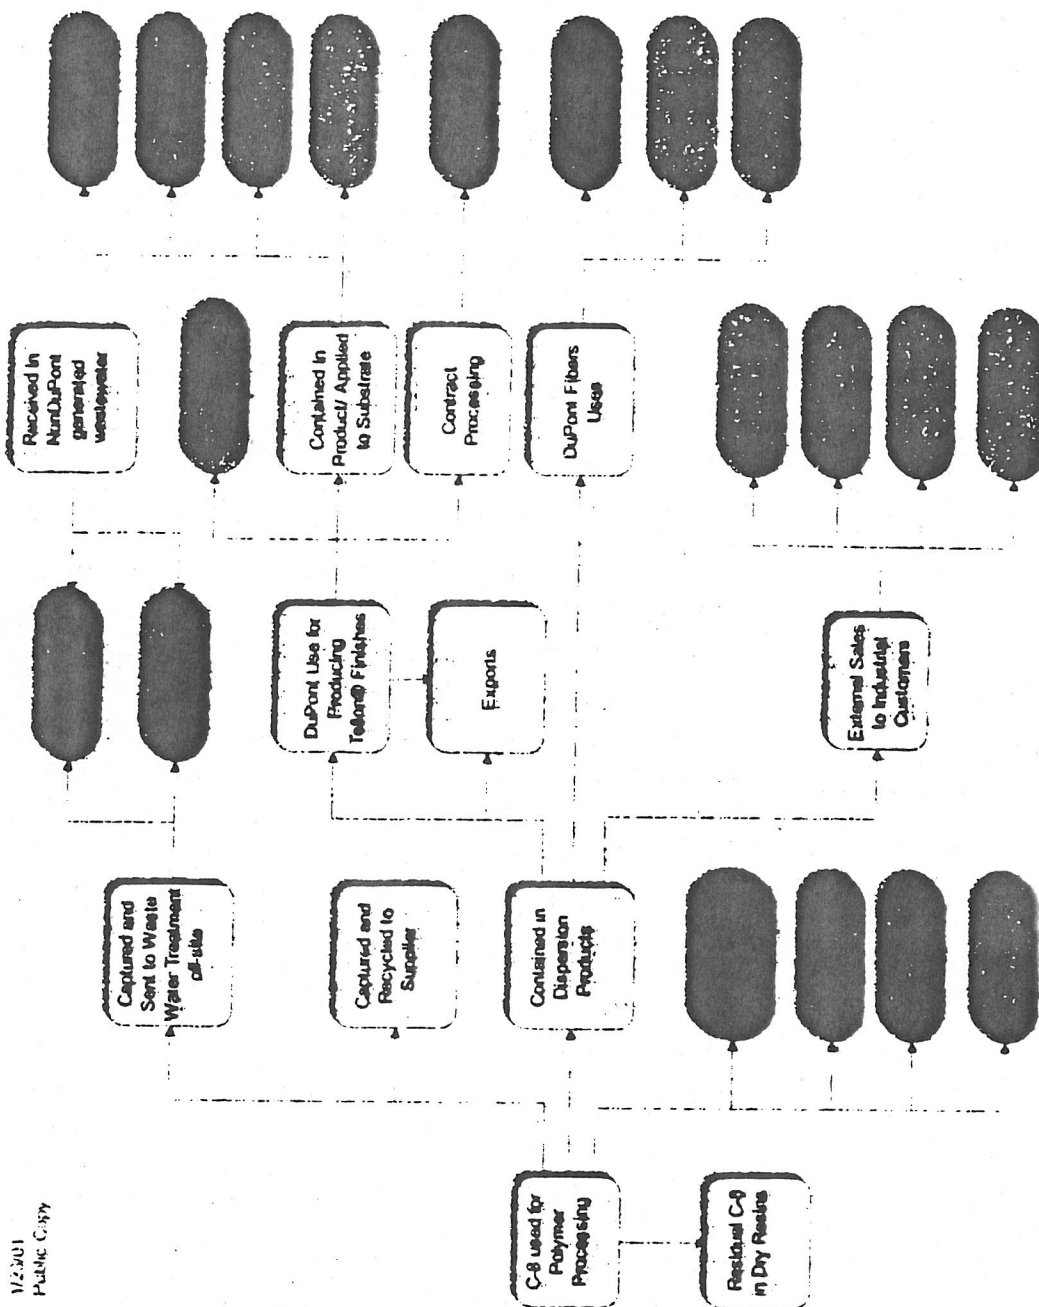 Public Copy
C-8 used for
Polymer
Processing
Residual C-8
in Dry Resins
Captured and
Sent to Waste
Water Treatment
off-site
Captured and
Recycled to
Supplier
Contained in
Dispersion
Products
DuPont Use for
Producing
Teflon® Finishes
Exports
External Sales
to Industrial
Customers
Received In
NonDuPont
generated
wastewater
Contained In
Product/ Applied
to Substrate
Contract
Processing
DuPont Fibers
Uses